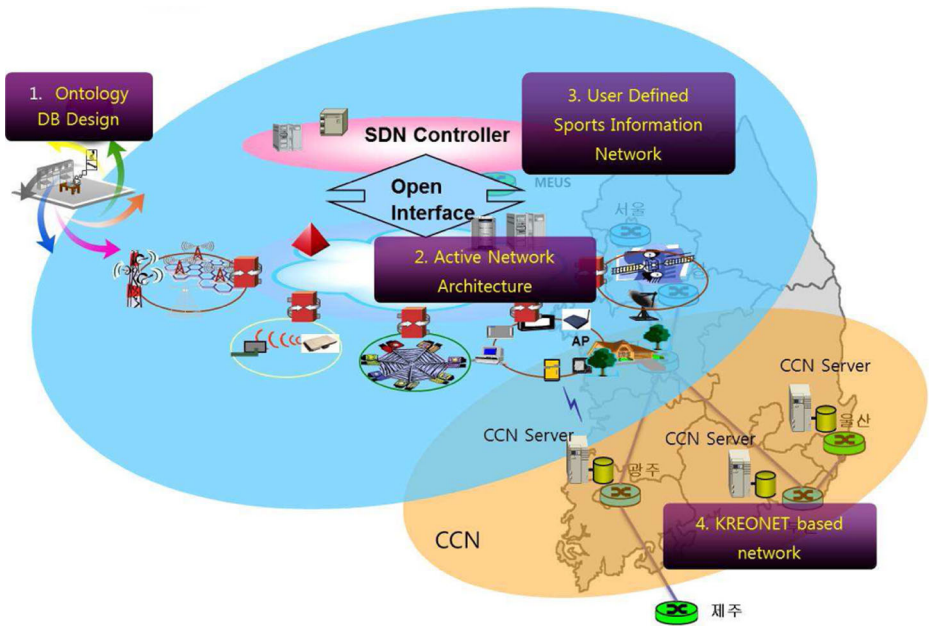 1. Ontology
DB Design
3. User Defined
Sports Information
Network
SDN Controller
Open
Interface
MEUS
서울
2. Active Network
Architecture
AP
CCN Server
울산
CCN Server
CCN Server
광주
4. KREONET based
network
CCN
제주